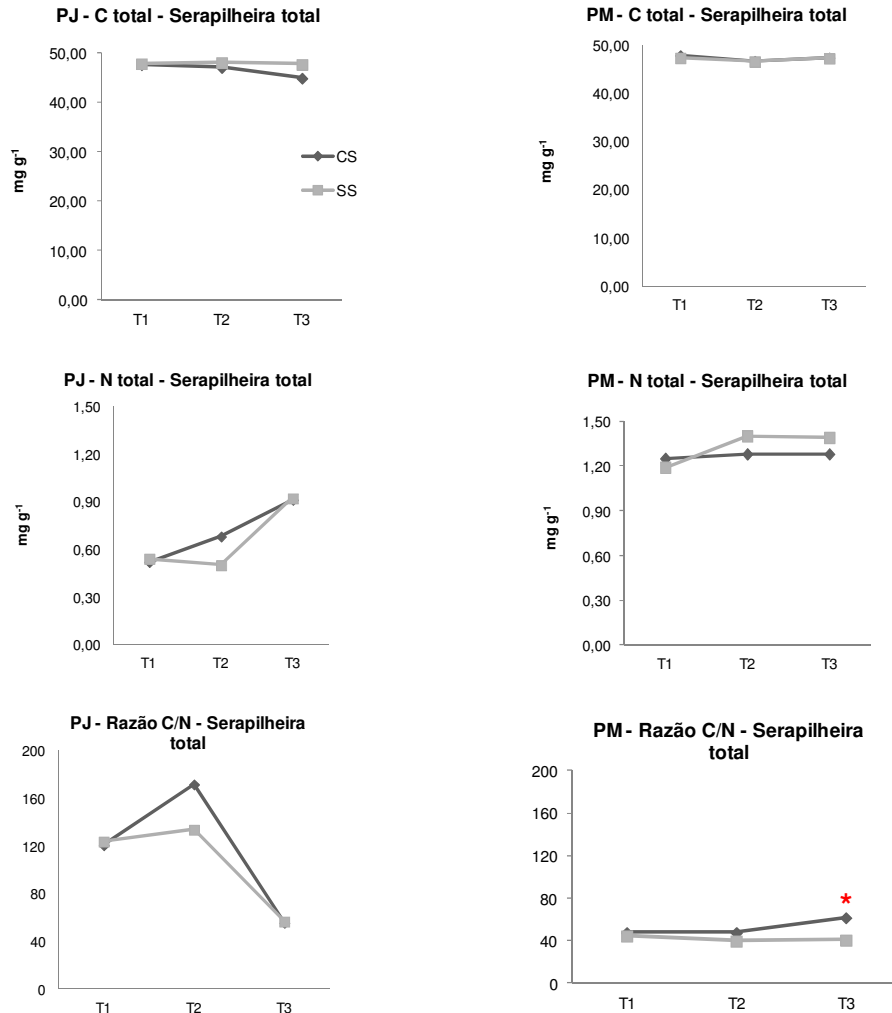 PJ - C total - Serapilheira total
50,00
40,00
30,00
20,00
10,00
0,00
mg g-1
T1 T2 T3
CS
SS
PM - C total - Serapilheira total
50,00
40,00
30,00
20,00
10,00
0,00
mg g-1
T1 T2 T3
PJ - N total - Serapilheira total
1,50
1,20
0,90
0,60
0,30
0,00
mg g-1
T1 T2 T3
PM - N total - Serapilheira total
1,50
1,20
0,90
0,60
0,30
0,00
mg g-1
T1 T2 T3
PJ - Razão C/N - Serapilheira
total
200
160
120
80
40
0
T1 T2 T3
PM - Razão C/N - Serapilheira
total
200
160
120
80
40
0
*
T1 T2 T3